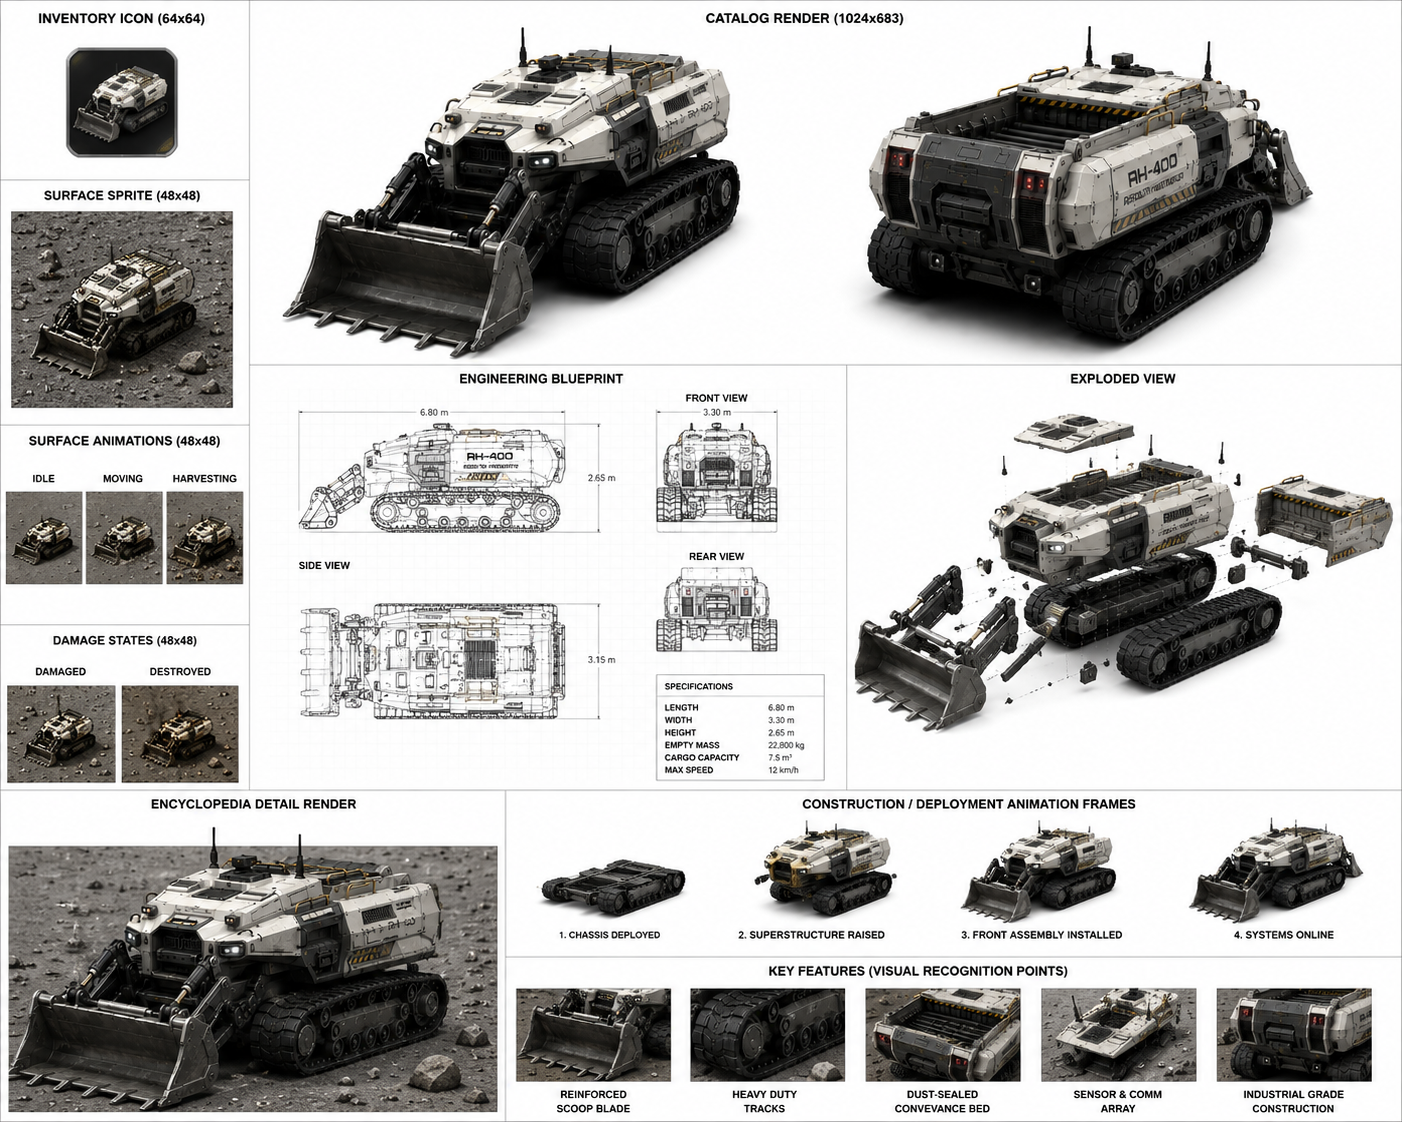 INVENTORY ICON (64x64)
CATALOG RENDER (1024x683)
RH-400
SURFACE SPRITE (48x48)
SURFACE ANIMATIONS (48x48)
IDLE
MOVING
HARVESTING
DAMAGE STATES (48x48)
DAMAGED
DESTROYED
ENGINEERING BLUEPRINT
6.80 m
RH-400
2.65 m
SIDE VIEW
3.15 m
FRONT VIEW
3.30 m
REAR VIEW
SPECIFICATIONS
LENGTH 6.80 m
WIDTH 3.30 m
HEIGHT 2.65 m
EMPTY MASS 22,800 kg
CARGO CAPACITY 7.5 m³
MAX SPEED 12 km/h
EXPLODED VIEW
ENCYCLOPEDIA DETAIL RENDER
CONSTRUCTION / DEPLOYMENT ANIMATION FRAMES
1. CHASSIS DEPLOYED
2. SUPERSTRUCTURE RAISED
3. FRONT ASSEMBLY INSTALLED
4. SYSTEMS ONLINE
KEY FEATURES (VISUAL RECOGNITION POINTS)
REINFORCED
SCOOP BLADE
HEAVY DUTY
TRACKS
DUST-SEALED
CONVEYANCE BED
SENSOR & COMM
ARRAY
INDUSTRIAL GRADE
CONSTRUCTION